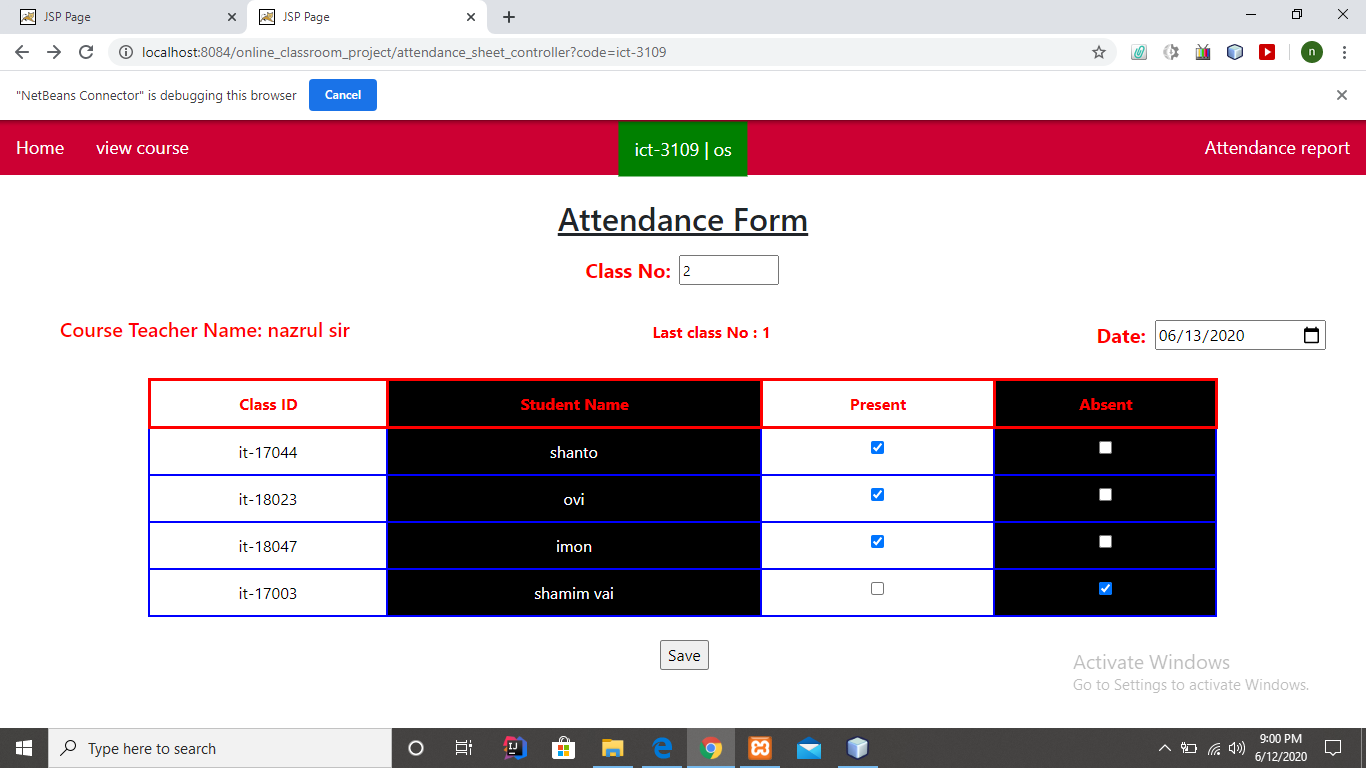 JSP Page
JSP Page
localhost:8084/online_classroom_project/attendance_sheet_controller?code=ict-3109
n
"NetBeans Connector" is debugging this browser
Cancel
Home
view course
ict-3109 | os
Attendance report
Attendance Form
Class No: 2
Course Teacher Name: nazrul sir
Last class No : 1
Date: 06/13/2020
Class ID Student Name Present Absent
it-17044 shanto
it-18023 ovi
it-18047 imon
it-17003 shamim vai
Save
Activate Windows
Go to Settings to activate Windows.
Type here to search
9:00 PM
6/12/2020